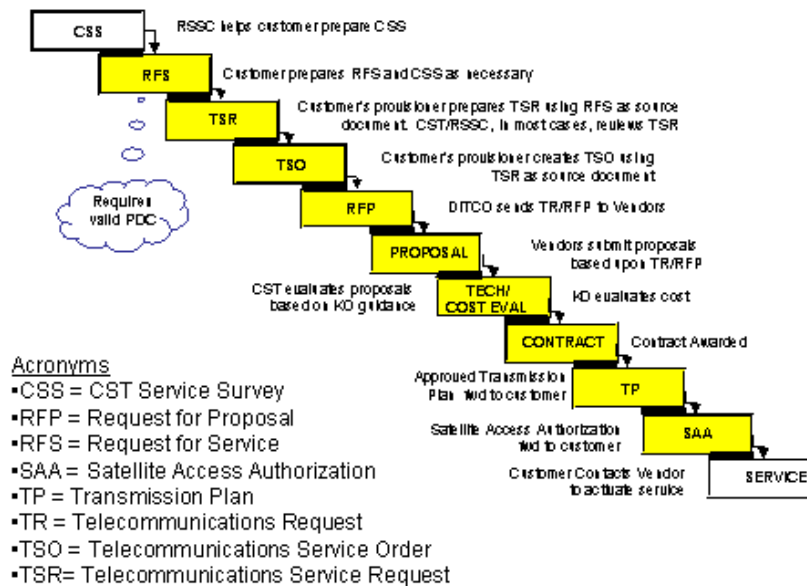 CSS
RSSC helps customer prepare CSS
RFS
Customer prepares RFS and CSS as necessary
TSR
Customer's provisioner prepares TSR using RFS as source
document. CST/RSSC, in most cases, reviews TSR
TSO
Customer's provisioner creates TSO using
TSR as source document
Requires
valid PDC
RFP
DITCO sends TR/RFP to Vendors
PROPOSAL
Vendors submit proposals
based upon TR/RFP
CST evaluates proposals
based on KO guidance
TECH/
COST EVAL
KO evaluates cost
CONTRACT
Contract Awarded
Approved Transmission
Plan fwd to customer
TP
Satellite Access Authorization
fwd to customer
SAA
Customer Contacts Vendor
to activate service
SERVICE
Acronyms
▪CSS = CST Service Survey
▪RFP = Request for Proposal
▪RFS = Request for Service
▪SAA = Satellite Access Authorization
▪TP = Transmission Plan
▪TR = Telecommunications Request
▪TSO = Telecommunications Service Order
▪TSR= Telecommunications Service Request